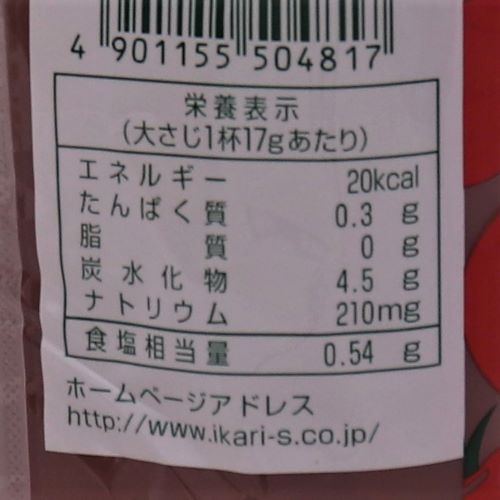 4 901155 504817
栄養表示
(大さじ1杯17gあたり)
エネルギー 20kcal
たんぱく質 0.3 g
脂質 0 g
炭水化物 4.5 g
ナトリウム 210mg
食塩相当量 0.54 g
ホームページアドレス
http://www.ikari-s.co.jp/